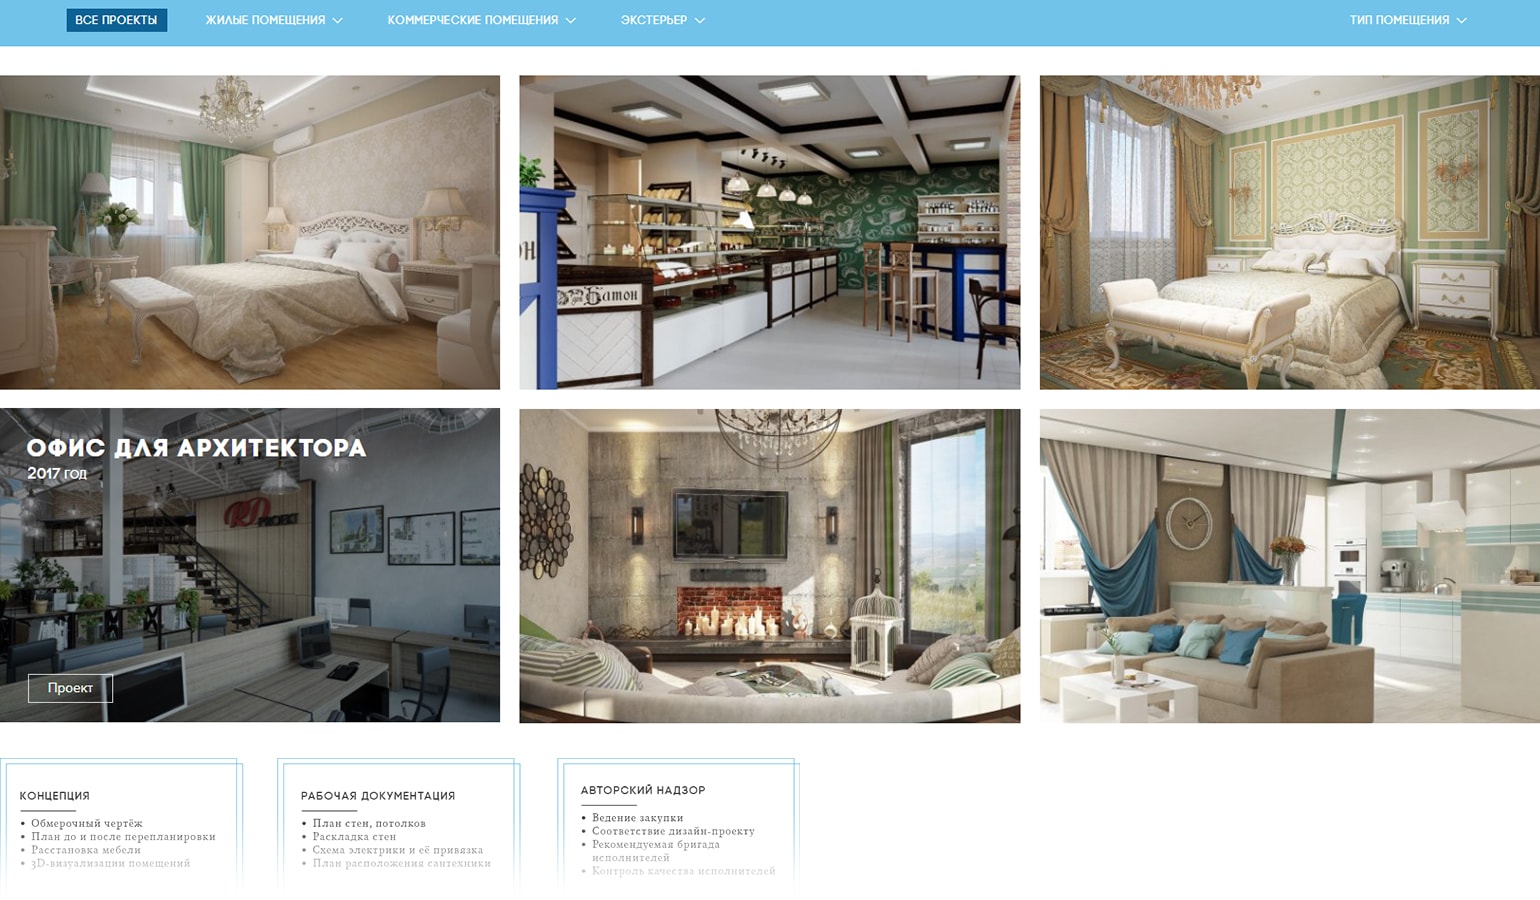 ВСЕ ПРОЕКТЫ
ЖИЛЫЕ ПОМЕЩЕНИЯ
КОММЕРЧЕСКИЕ ПОМЕЩЕНИЯ
ЭКСТЕРЬЕР
ТИП ПОМЕЩЕНИЯ
Батон
ОФИС ДЛЯ АРХИТЕКТОРА
2017 ГОД
Проект
КОНЦЕПЦИЯ
• Обмерочный чертёж
• План до и после перепланировки
• Расстановка мебели
• 3D-визуализации помещений
РАБОЧАЯ ДОКУМЕНТАЦИЯ
• План стен, потолков
• Раскладка стен
• Схема электрики и её привязка
• План расположения сантехники
АВТОРСКИЙ НАДЗОР
• Ведение закупки
• Соответствие дизайн-проекту
• Рекомендуемая бригада
исполнителей
• Контроль качества исполнителей